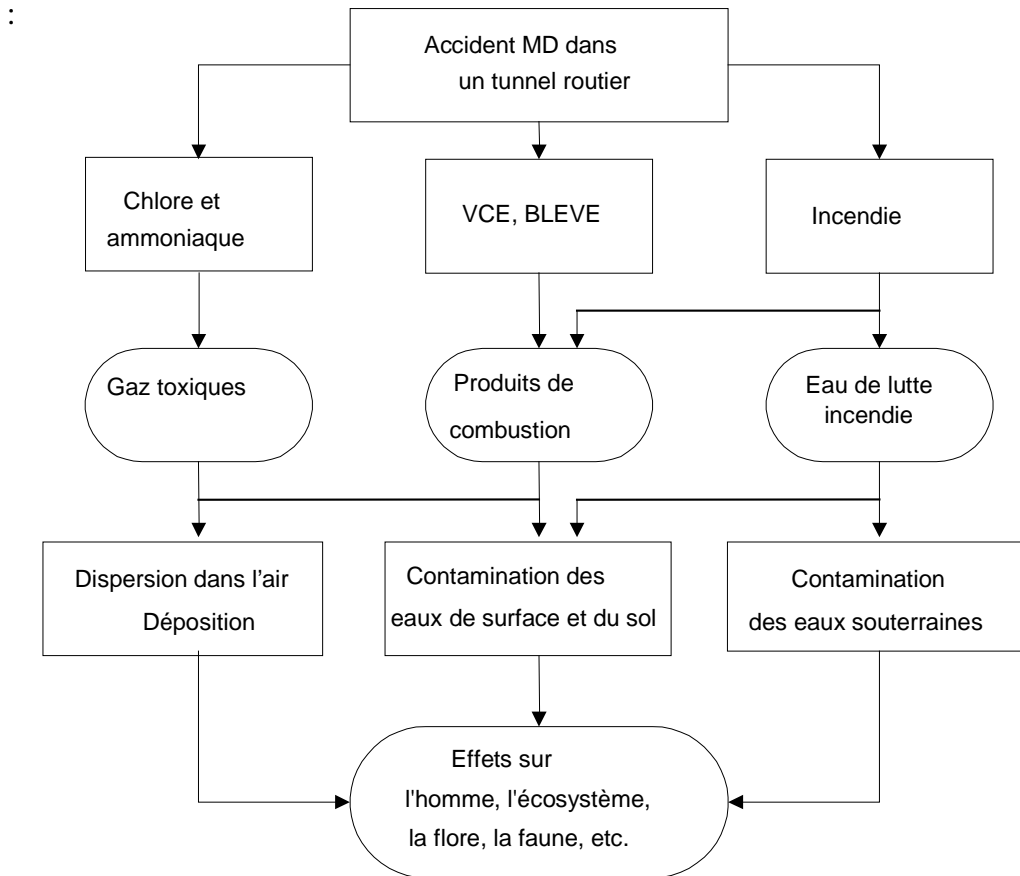 :
Accident MD dans
un tunnel routier
Chlore et
ammoniaque
VCE, BLEVE
Incendie
Gaz toxiques
Produits de
combustion
Eau de lutte
incendie
Dispersion dans l'air
Déposition
Contamination des
eaux de surface et du sol
Contamination
des eaux souterraines
Effets sur
l'homme, l'écosystème,
la flore, la faune, etc.